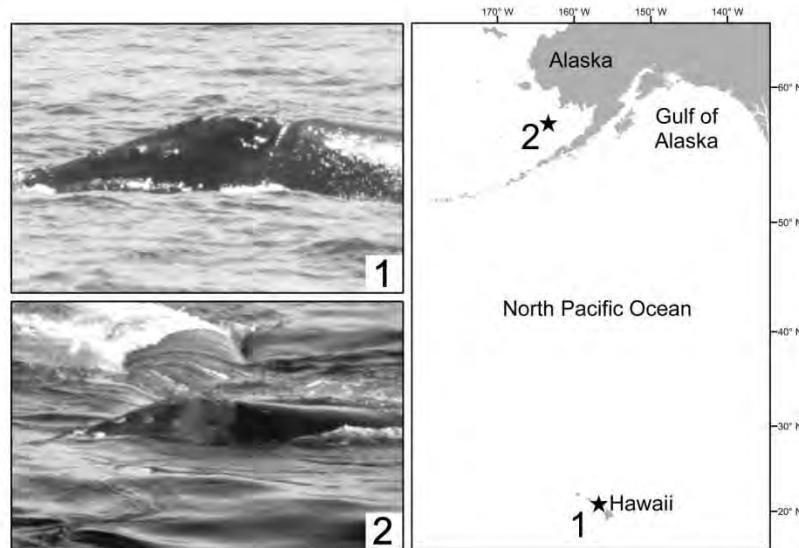 170° W
160° W
150° W
140° W
Alaska
60° N
Gulf of
Alaska
2
1
50° N
North Pacific Ocean
40° N
30° N
Hawaii
1
20° N
2